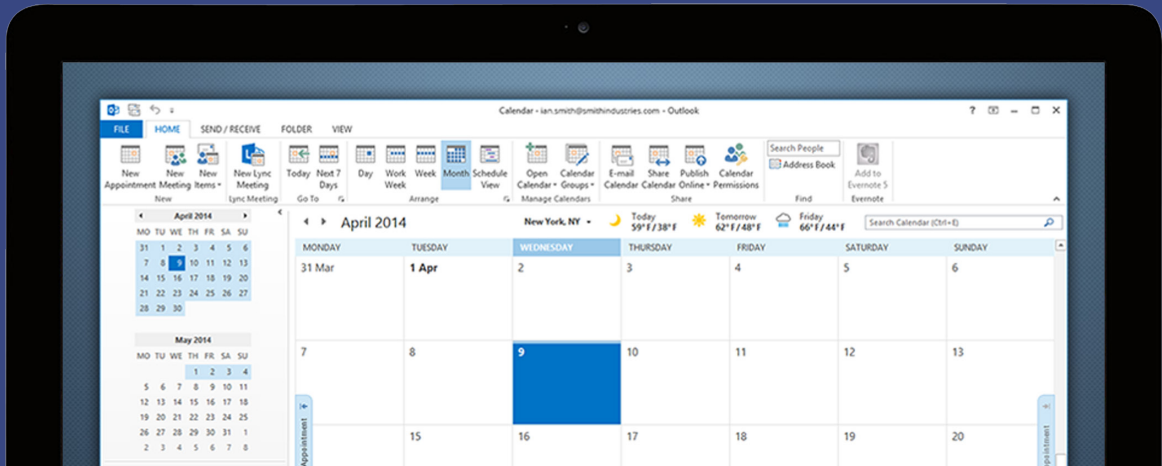 Calendar - ian.smith@smithindustries.com - Outlook
?
FILE HOME SEND / RECEIVE FOLDER VIEW
New Appointment
New Meeting
New Items
New Lync Meeting
Today
Next 7 Days
Day
Work Week
Week
Month
Schedule View
Open Calendar
Calendar Groups
E-mail Calendar
Share Calendar
Publish Online
Calendar Permissions
Search People
Address Book
Add to Evernote 5
New
Lync Meeting
Go To
Arrange
Manage Calendars
Share
Find
Evernote
April 2014
MO TU WE TH FR SA SU
31 1 2 3 4 5 6
7 8 9 10 11 12 13
14 15 16 17 18 19 20
21 22 23 24 25 26 27
28 29 30
May 2014
MO TU WE TH FR SA SU
1 2 3 4
5 6 7 8 9 10 11
12 13 14 15 16 17 18
19 20 21 22 23 24 25
26 27 28 29 30 31 1
2 3 4 5 6 7 8
April 2014
New York, NY
Today
59°F/38°F
Tomorrow
62°F/48°F
Friday
66°F/44°F
Search Calendar (Ctrl+E)
MONDAY TUESDAY WEDNESDAY THURSDAY FRIDAY SATURDAY SUNDAY
31 Mar 1 Apr 2 3 4 5 6
7 8 9 10 11 12 13
15 16 17 18 19 20
Appointment